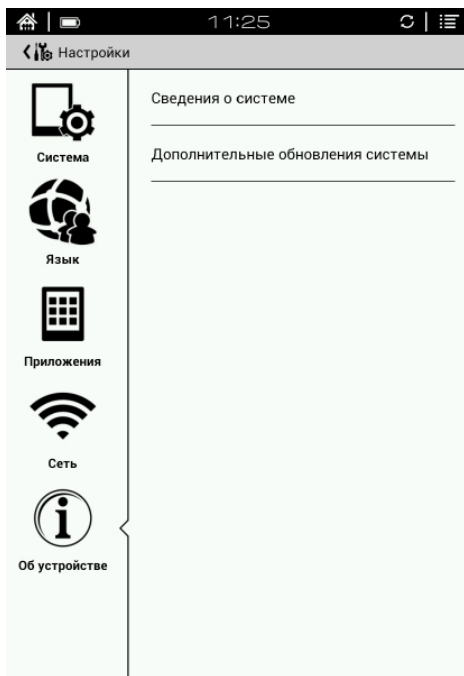 11:25
Настройки
Система
Язык
Приложения
Сеть
Об устройстве
Сведения о системе
Дополнительные обновления системы